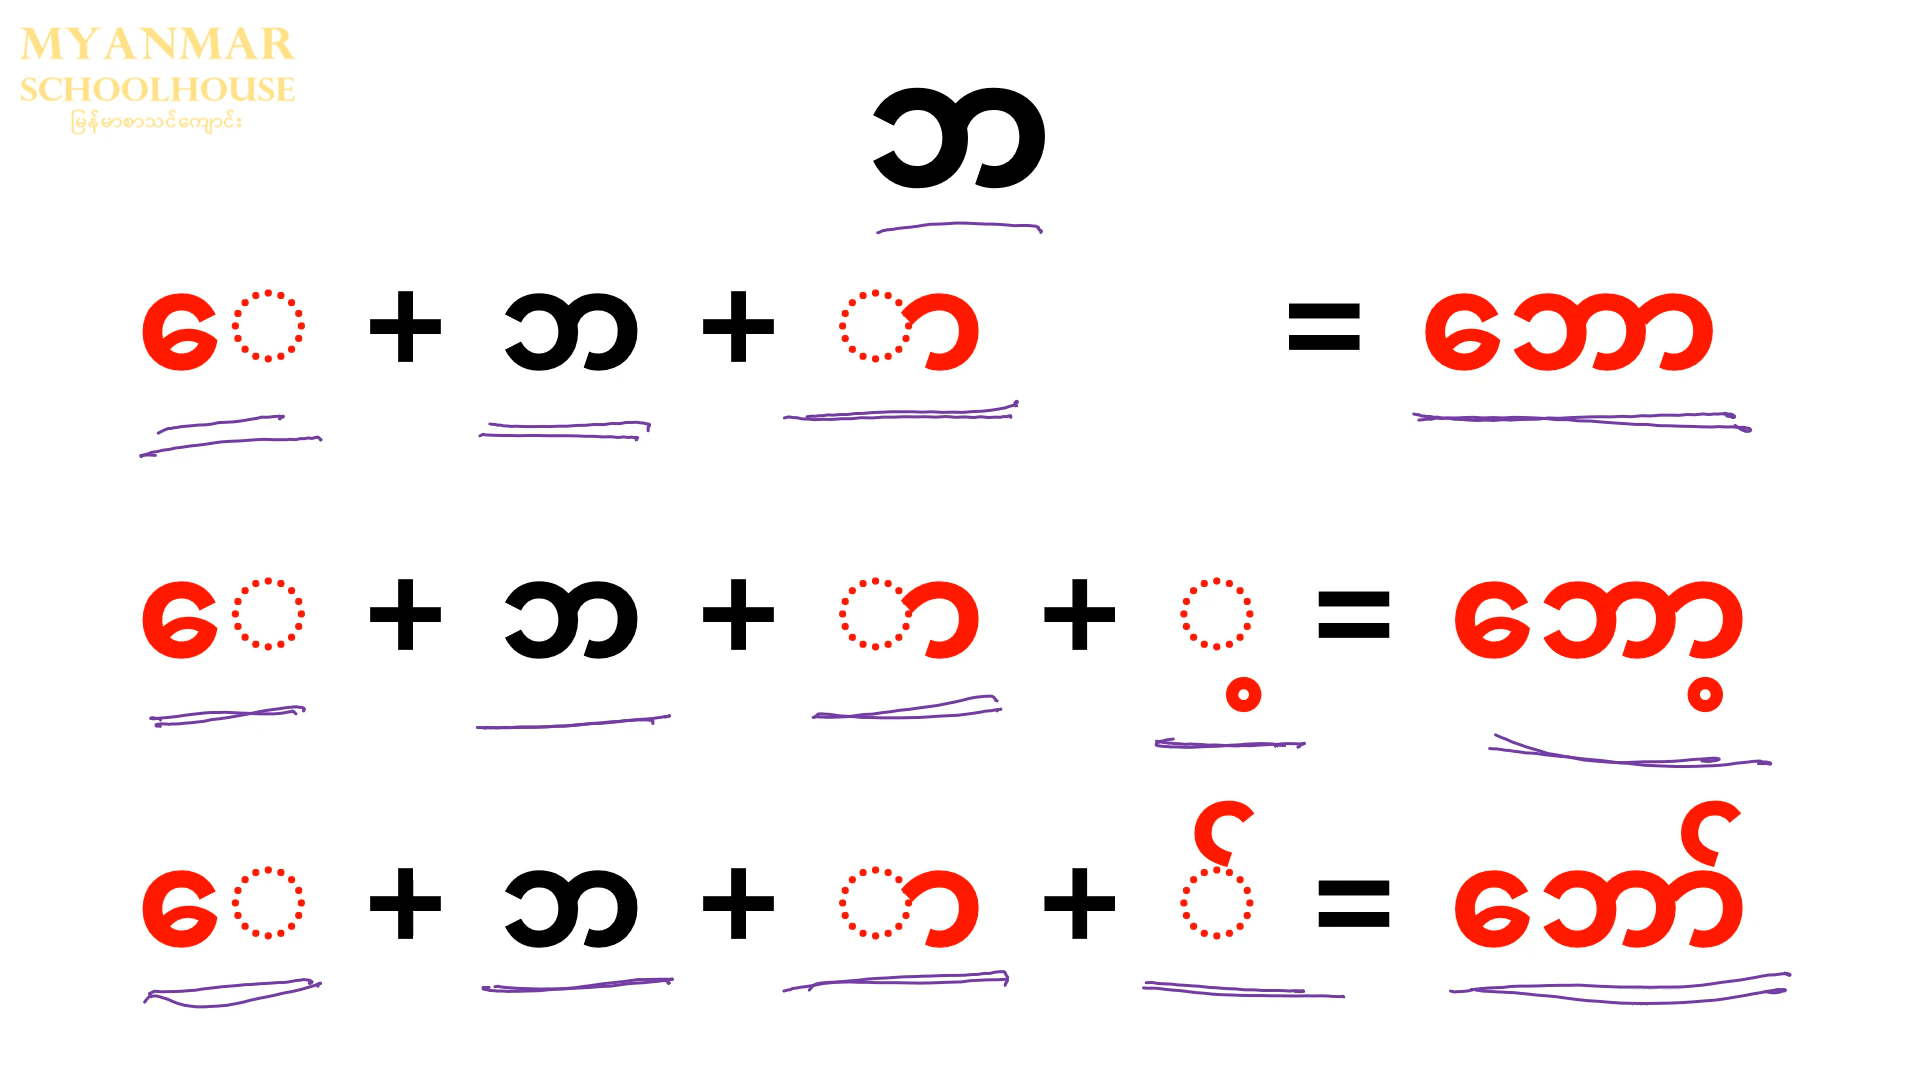 MYANMAR
SCHOOLHOUSE
မြန်မာစာသင်ကျောင်း
ဘ
ေ◌ + ဘ + ◌ာ = ဘော
ေ◌ + ဘ + ◌ာ + ◌့ = ဘော့
ေ◌ + ဘ + ◌ာ + ◌် = ဘော်